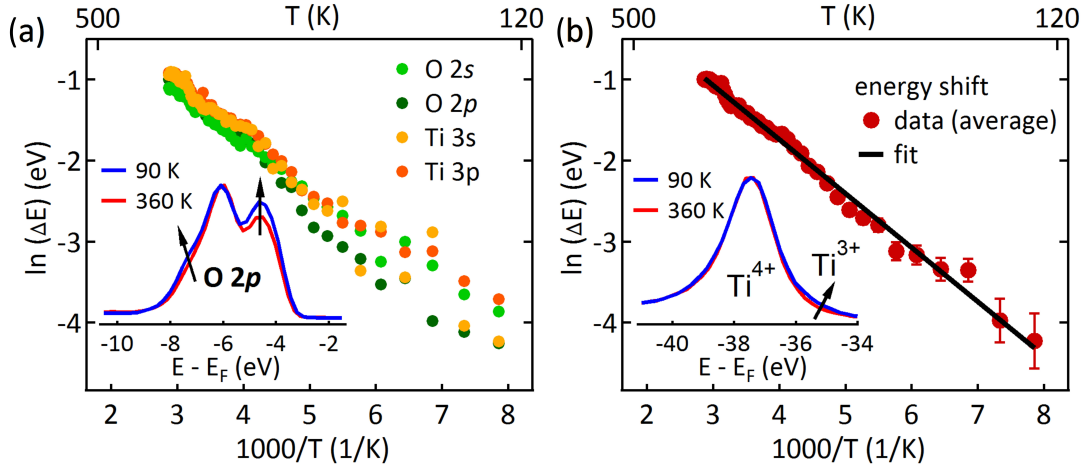 (a)
500
T (K)
120
ln (ΔE) (eV)
-1
-2
-3
-4
O 2s
O 2p
Ti 3s
Ti 3p
90 K
360 K
O 2p
-10
-8
-6
-4
-2
E - EF (eV)
2
3
4
5
6
7
8
1000/T (1/K)
(b)
500
T (K)
120
ln (ΔE) (eV)
-1
-2
-3
-4
energy shift
data (average)
fit
90 K
360 K
Ti4+
Ti3+
-40
-38
-36
-34
E - EF (eV)
2
3
4
5
6
7
8
1000/T (1/K)